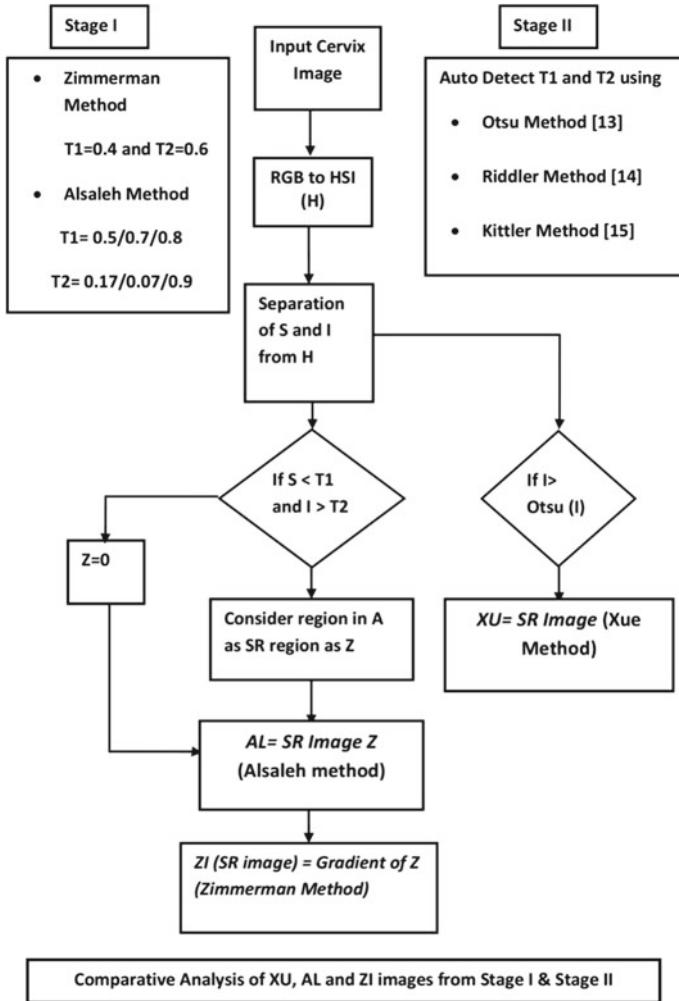 Stage I
Input Cervix
Image
Stage II
• Zimmerman
Method
T1=0.4 and T2=0.6
• Alsaleh Method
T1= 0.5/0.7/0.8
T2= 0.17/0.07/0.9
Auto Detect T1 and T2 using
• Otsu Method [13]
• Riddler Method [14]
• Kittler Method [15]
RGB to HSI
(H)
Separation
of S and I
from H
If S < T1
and I > T2
If I>
Otsu (I)
Z=0
Consider region in A
as SR region as Z
XU= SR Image (Xue
Method)
AL= SR Image Z
(Alsaleh method)
ZI (SR image) = Gradient of Z
(Zimmerman Method)
Comparative Analysis of XU, AL and ZI images from Stage I & Stage II